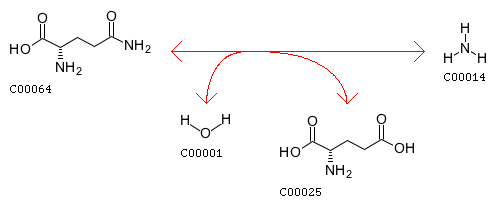 O O
HO NH₂
NH₂
C00064
H
N
H H
C00014
H H
O
C00001
O O
HO OH
NH₂
C00025